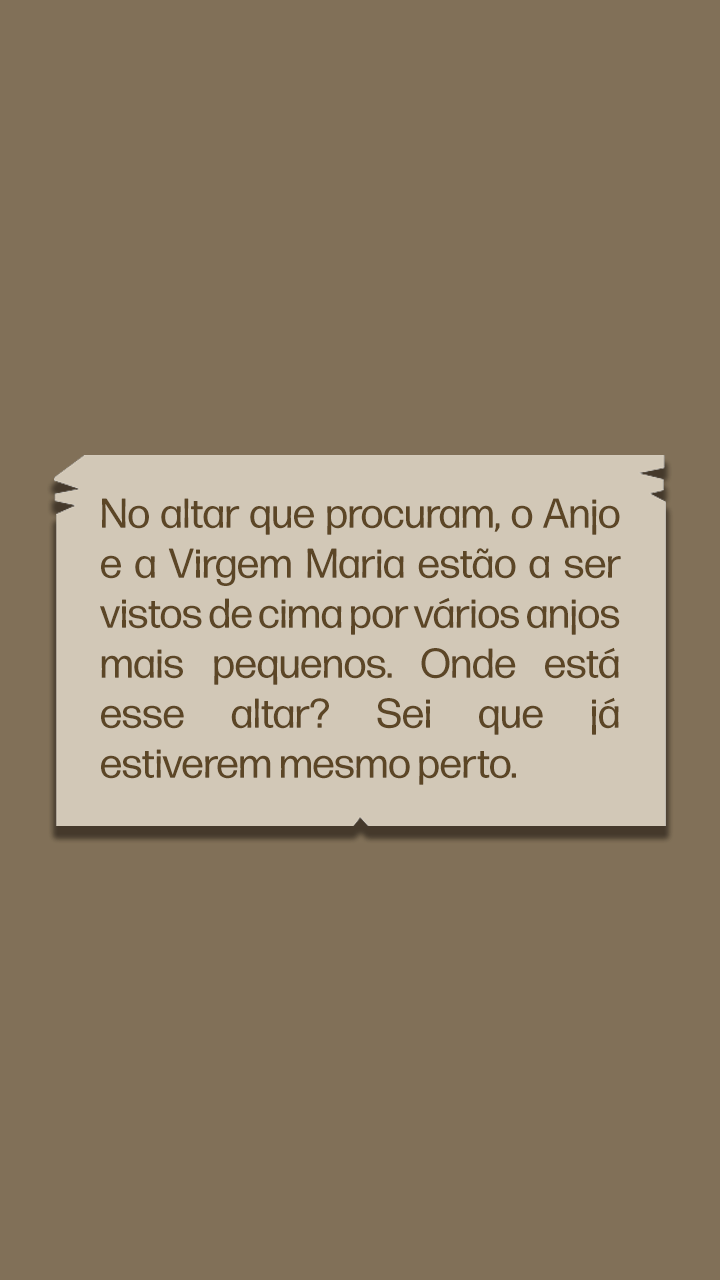 No altar que procuram, o Anjo
e a Virgem Maria estão a ser
vistos de cima por vários anjos
mais pequenos. Onde está
esse altar? Sei que já
estiverem mesmo perto.